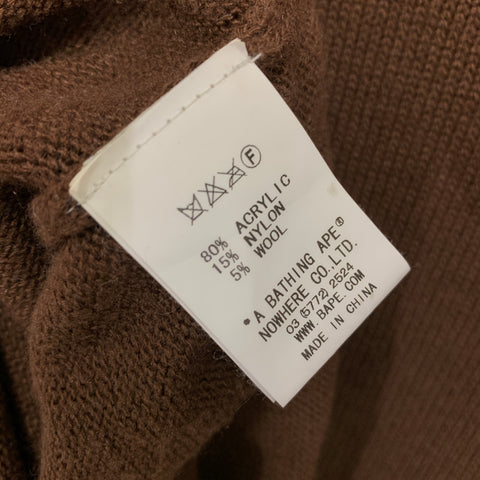 F
80% ACRYLIC
15% NYLON
5% WOOL
* A BATHING APE®
NOWHERE CO.,LTD.
03 (5772) 2524
WWW.BAPE.COM
MADE IN CHINA